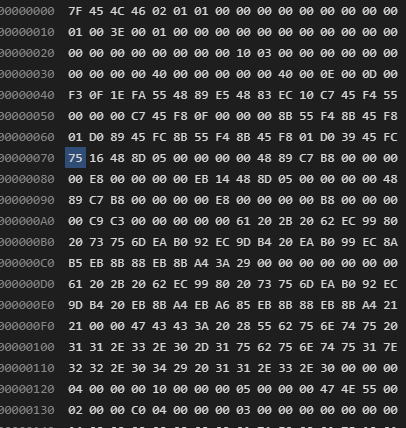 00000000 7F 45 4C 46 02 01 01 00 00 00 00 00 00 00 00 00
00000010 01 00 3E 00 01 00 00 00 00 00 00 00 00 00 00 00
00000020 00 00 00 00 00 00 00 00 10 03 00 00 00 00 00 00
00000030 00 00 00 00 40 00 00 00 00 00 40 00 0E 00 0D 00
00000040 F3 0F 1E FA 55 48 89 E5 48 83 EC 10 C7 45 F4 55
00000050 00 00 00 C7 45 F8 0F 00 00 00 8B 55 F4 8B 45 F8
00000060 01 D0 89 45 FC 8B 55 F4 8B 45 F8 01 D0 39 45 FC
00000070 75 16 48 8D 05 00 00 00 00 48 89 C7 B8 00 00 00
00000080 00 E8 00 00 00 00 EB 14 48 8D 05 00 00 00 00 48
00000090 89 C7 B8 00 00 00 00 E8 00 00 00 00 B8 00 00 00
000000A0 00 C9 C3 00 00 00 00 00 61 20 2B 20 62 EC 99 80
000000B0 20 73 75 6D EA B0 92 EC 9D B4 20 EA B0 99 EC 8A
000000C0 B5 EB 8B 88 EB 8B A4 3A 29 00 00 00 00 00 00 00
000000D0 61 20 2B 20 62 EC 99 80 20 73 75 6D EA B0 92 EC
000000E0 9D B4 20 EB 8B A4 EB A6 85 EB 8B 88 EB 8B A4 21
000000F0 21 00 00 47 43 43 3A 20 28 55 62 75 6E 74 75 20
00000100 31 31 2E 33 2E 30 2D 31 75 62 75 6E 74 75 31 7E
00000110 32 32 2E 30 34 29 20 31 31 2E 33 2E 30 00 00 00
00000120 04 00 00 00 10 00 00 00 05 00 00 00 47 4E 55 00
00000130 02 00 00 C0 04 00 00 00 03 00 00 00 00 00 00 00